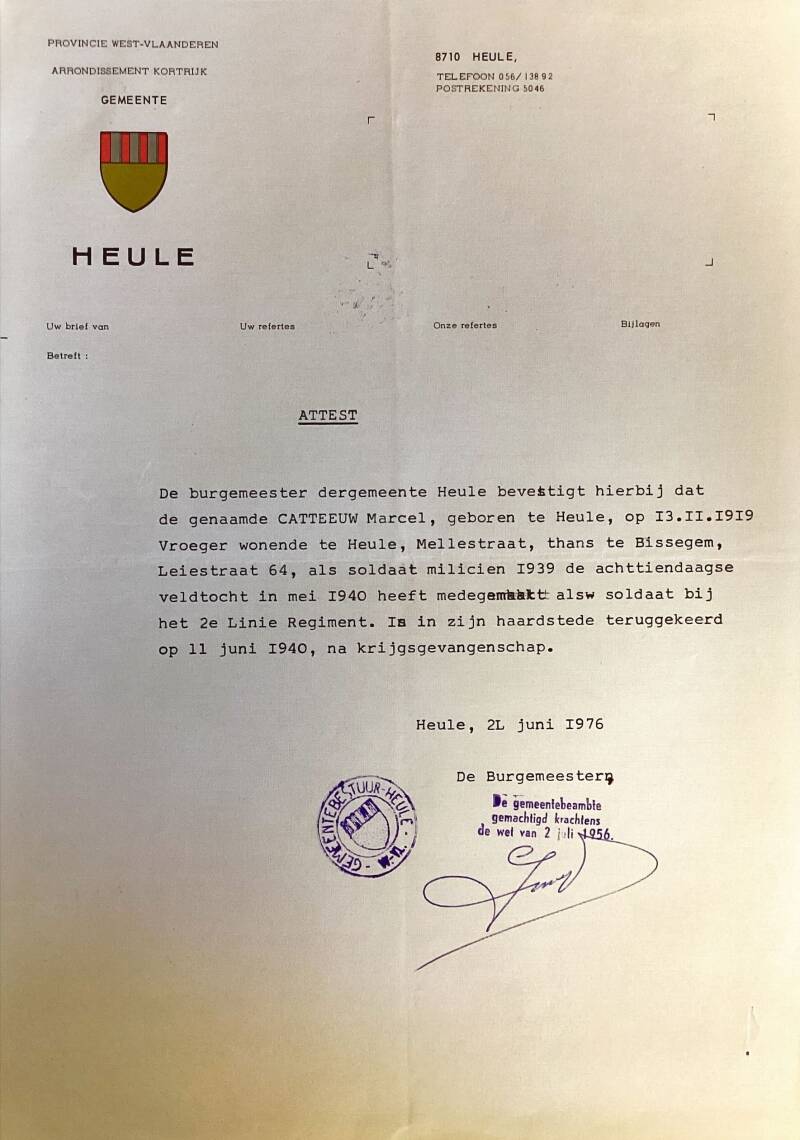 PROVINCIE WEST-VLAANDEREN
ARRONDISSEMENT KORTRIJK
GEMEENTE
HEULE
8710 HEULE,
TELEFOON 056/13892
POSTREKENING 5046
Uw brief van
Uw refertes
Onze refertes
Bijlagen
Betreft :
ATTEST
De burgemeester dergemeente Heule bevestigt hierbij dat
de genaamde CATTEEUW Marcel, geboren te Heule, op I3.II.I9I9
Vroeger wonende te Heule, Mellestraat, thans te Bissegem,
Leiestraat 64, als soldaat milicien I939 de achttiendaagse
veldtocht in mei I940 heeft medegemaakt als soldaat bij
het 2e Linie Regiment. Is in zijn haardstede teruggekeerd
op 11 juni I940, na krijgsgevangenschap.
Heule, 2L juni I976
De Burgemeester,
De gemeentebeambte
gemachtigd krachtens
de wet van 2 juli 1956.
GEMEENTEBESTUUR-HEULE · W-VL. -